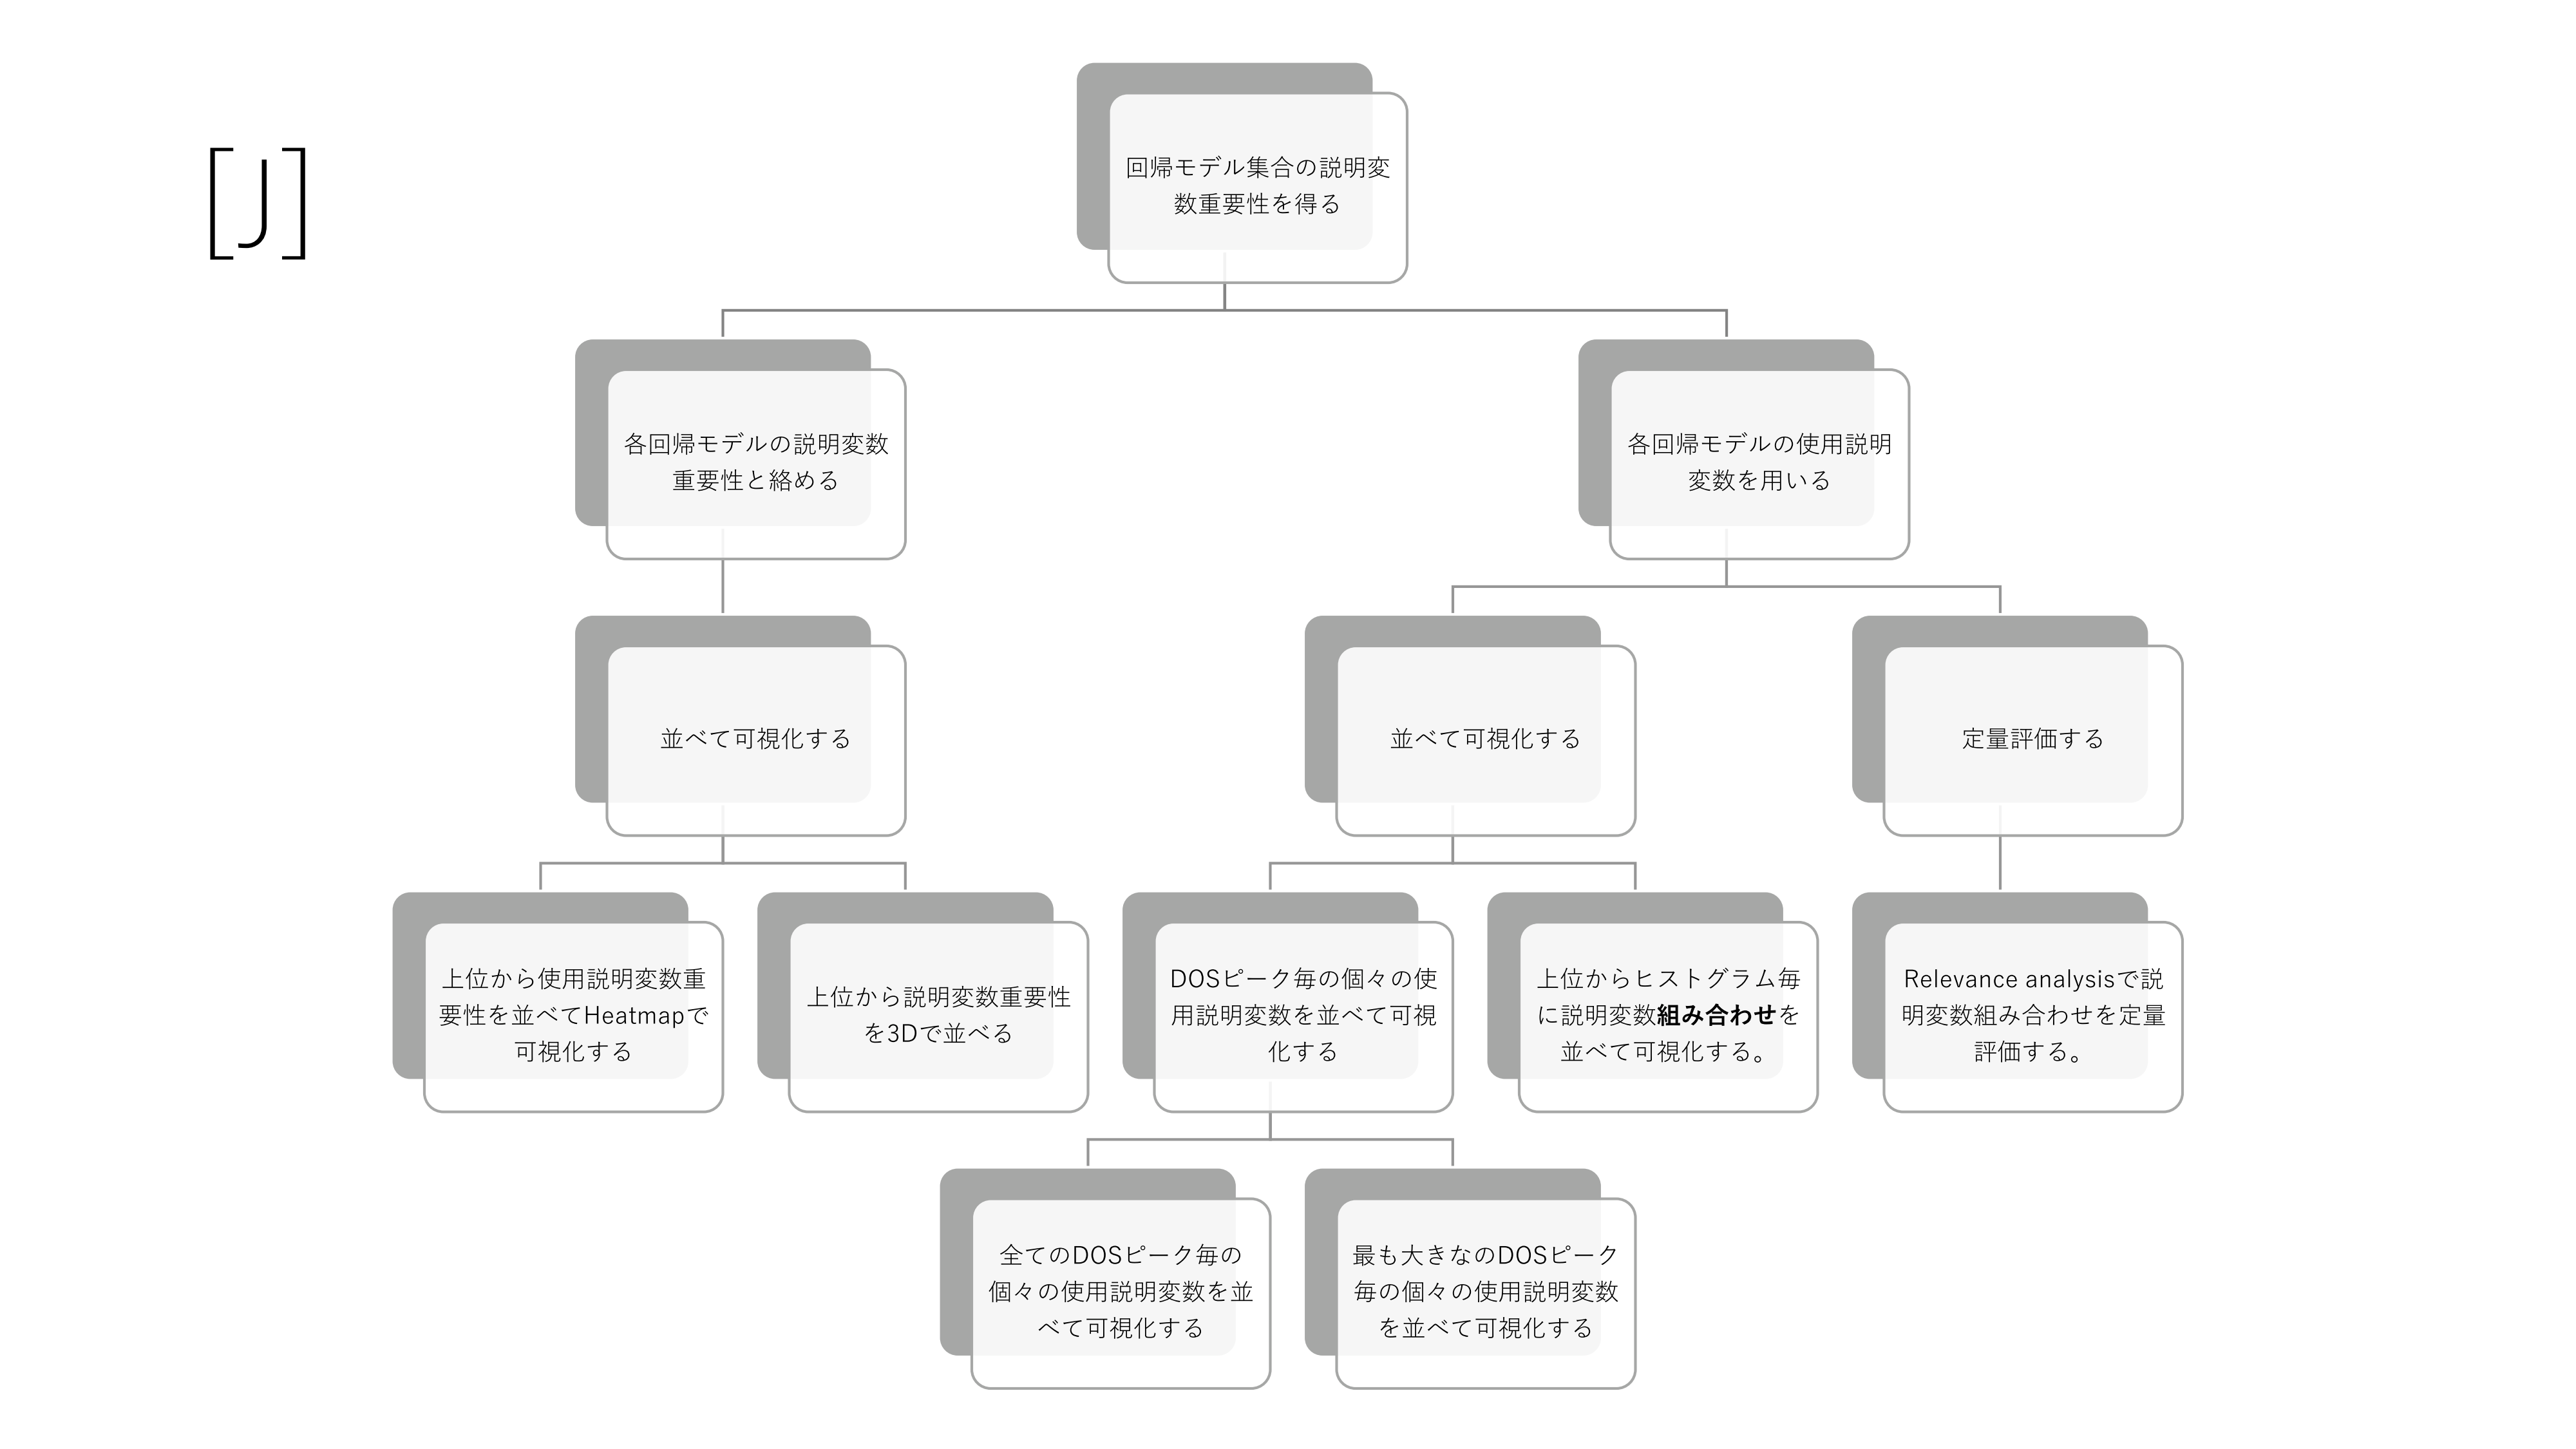 [J]
回帰モデル集合の説明変
数重要性を得る
各回帰モデルの説明変数
重要性と絡める
各回帰モデルの使用説明
変数を用いる
並べて可視化する
並べて可視化する
定量評価する
上位から使用説明変数重
要性を並べてHeatmapで
可視化する
上位から説明変数重要性
を3Dで並べる
DOSピーク毎の個々の使
用説明変数を並べて可視
化する
上位からヒストグラム毎
に説明変数組み合わせを
並べて可視化する。
Relevance analysisで説
明変数組み合わせを定量
評価する。
全てのDOSピーク毎の
個々の使用説明変数を並
べて可視化する
最も大きなのDOSピーク
毎の個々の使用説明変数
を並べて可視化する